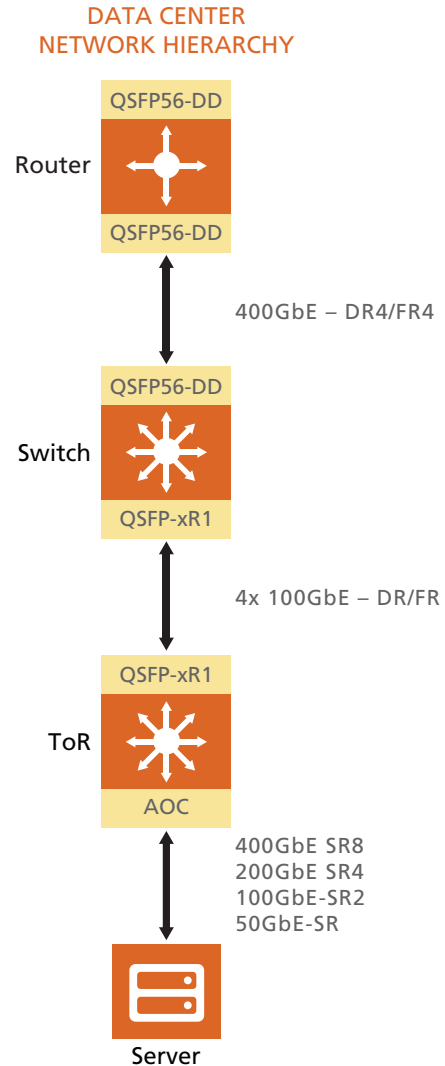 DATA CENTER
NETWORK HIERARCHY
QSFP56-DD
Router
QSFP56-DD
400GbE – DR4/FR4
QSFP56-DD
Switch
QSFP-xR1
4x 100GbE – DR/FR
QSFP-xR1
ToR
AOC
400GbE SR8
200GbE SR4
100GbE-SR2
50GbE-SR
Server